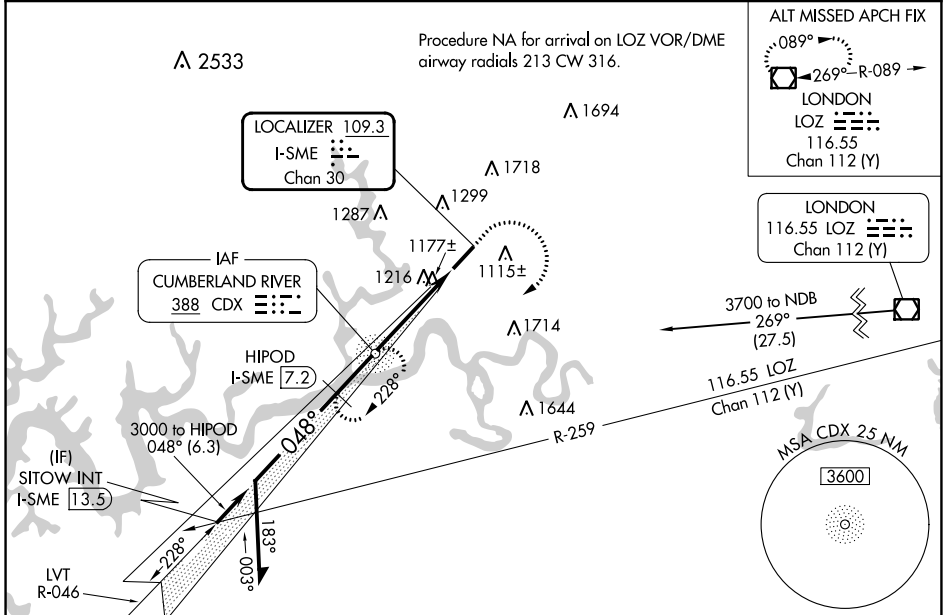 2533
Procedure NA for arrival on LOZ VOR/DME
airway radials 213 CW 316.
ALT MISSED APCH FIX
089°
269°
R-089
LONDON
LOZ
116.55
Chan 112 (Y)
1694
LOCALIZER 109.3
I-SME
Chan 30
1718
1299
1287
LONDON
116.55 LOZ
Chan 112 (Y)
1177±
1216
1115±
IAF
CUMBERLAND RIVER
388 CDX
3700 to NDB
269°
(27.5)
1714
HIPOD
I-SME 7.2
228°
116.55 LOZ
Chan 112 (Y)
1644
R-259
3000 to HIPOD
048° (6.3)
048°
(IF)
SITOW INT
I-SME 13.5
MSA CDX 25 NM
3600
228°
183°
003°
LVT
R-046